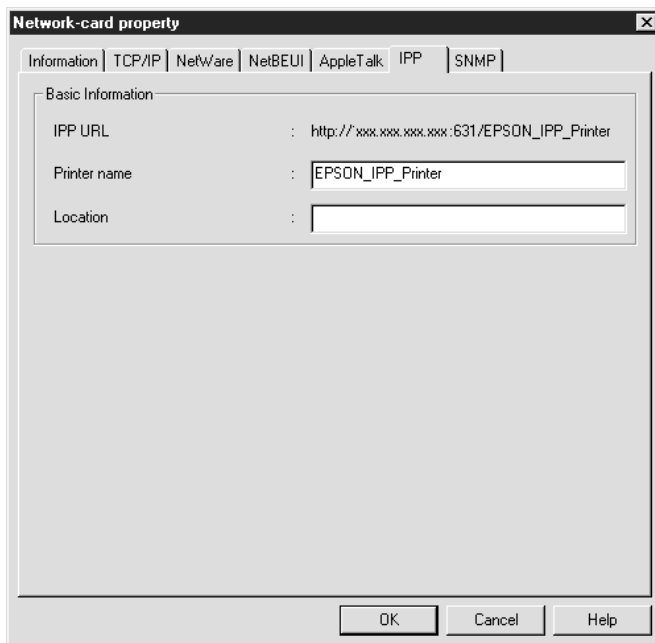 Network-card property
Information TCP/IP NetWare NetBEUI AppleTalk IPP SNMP
Basic Information
IPP URL : http://xxx.xxx.xxx.xxx:631/EPSON_IPP_Printer
Printer name : EPSON_IPP_Printer
Location :
OK Cancel Help